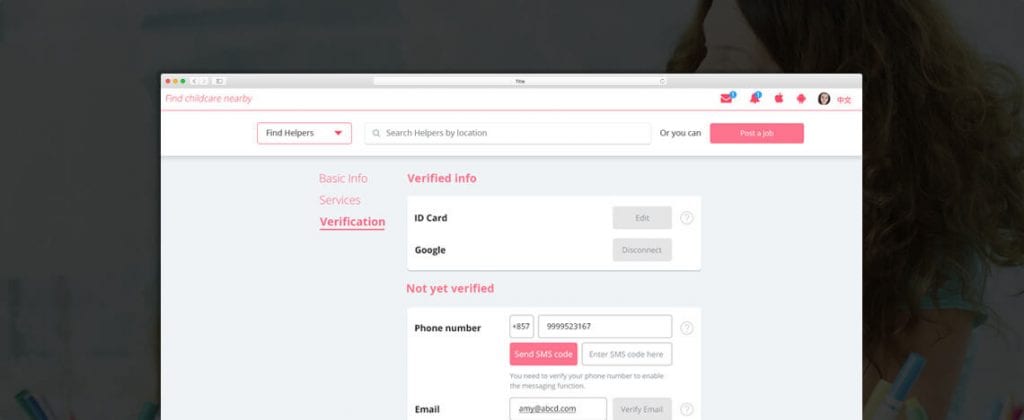 Title
Find childcare nearby
1
1
中文
Find Helpers
Search Helpers by location
Or you can
Post a job
Basic Info
Services
Verification
Verified info
ID Card
Edit
?
Google
Disconnect
Not yet verified
Phone number
+857
9999523167
?
Send SMS code
Enter SMS code here
You need to verify your phone number to enable
the messaging function.
Email
amy@abcd.com
Verify Email
?